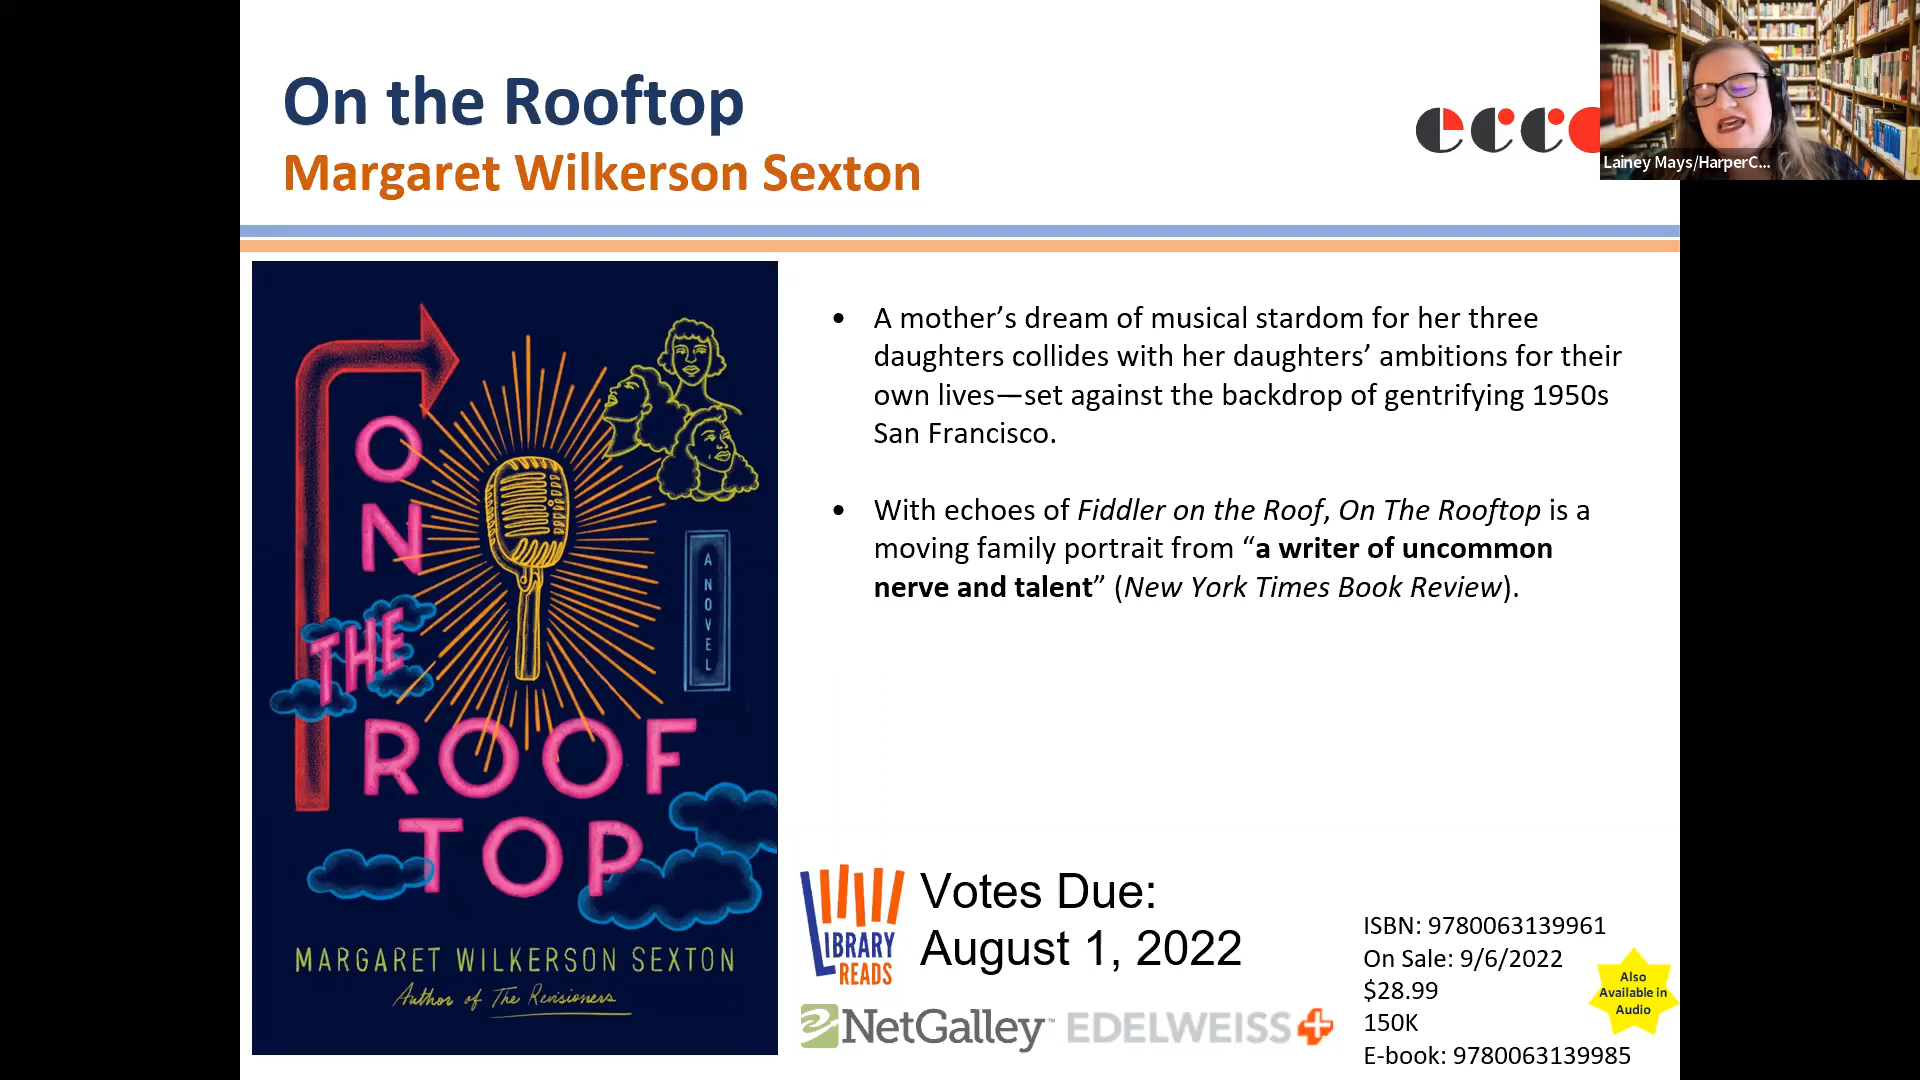 On the Rooftop
Margaret Wilkerson Sexton
ecco
Lainey Mays/HarperC...
ON
THE
ROOF
TOP
A NOVEL
MARGARET WILKERSON SEXTON
Author of The Revisioners
• A mother’s dream of musical stardom for her three
daughters collides with her daughters’ ambitions for their
own lives—set against the backdrop of gentrifying 1950s
San Francisco.
• With echoes of Fiddler on the Roof, On The Rooftop is a
moving family portrait from “a writer of uncommon
nerve and talent” (New York Times Book Review).
LIBRARY
READS
Votes Due:
August 1, 2022
NetGalley™
EDELWEISS+
ISBN: 9780063139961
On Sale: 9/6/2022
$28.99
150K
E-book: 9780063139985
Also
Available in
Audio